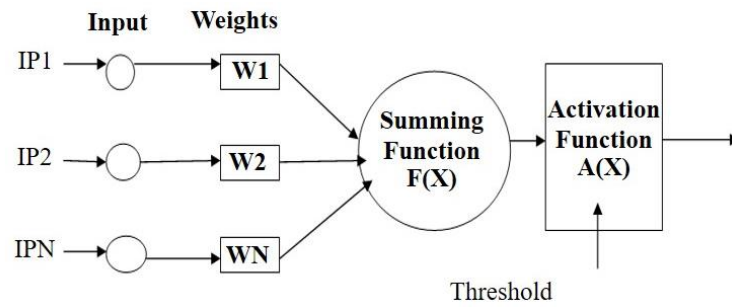 Input
Weights
IP1
W1
IP2
W2
IPN
WN
Summing
Function
F(X)
Activation
Function
A(X)
Threshold